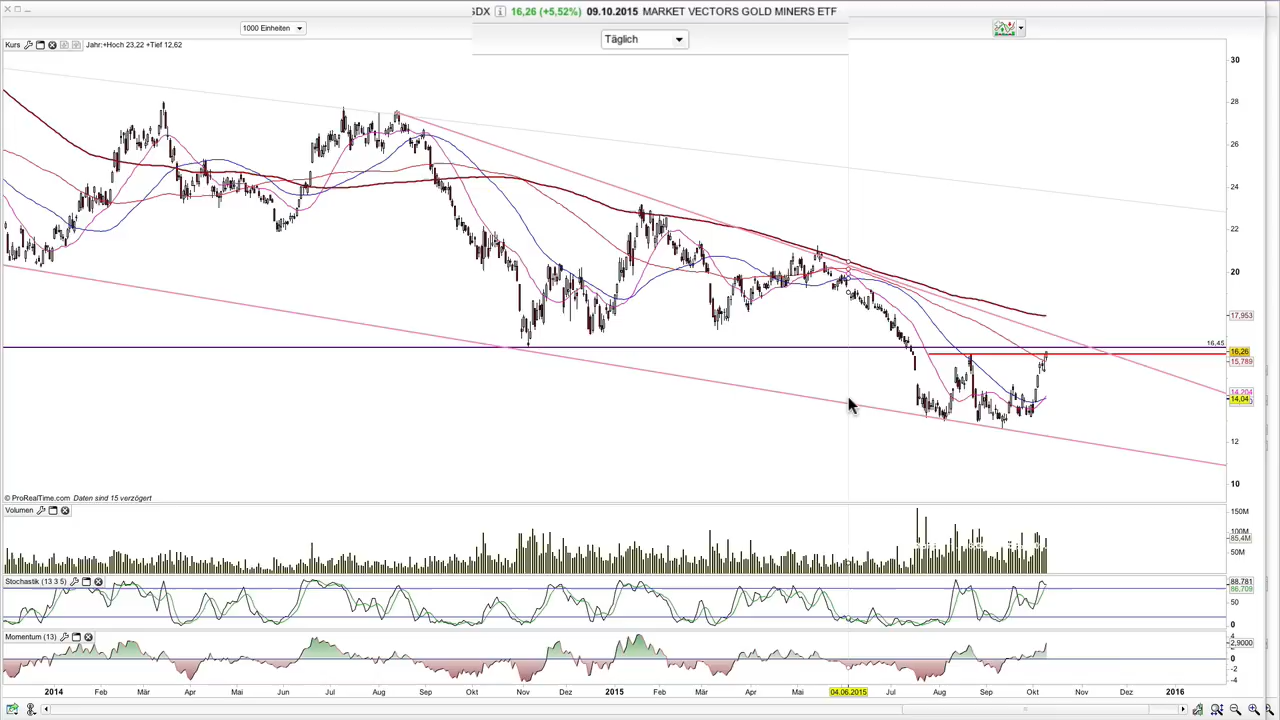 GDX 16,26 (+5,52%) 09.10.2015 MARKET VECTORS GOLD MINERS ETF
1000 Einheiten
Täglich
Kurs Jahr:+Hoch 23,22 +Tief 12,62
30
28
26
24
22
20
17,953
16,45
16,26
15,789
14,204
14,04
12
10
© ProRealTime.com Daten sind 15 verzögert
Volumen
150M
100M
85,4M
50M
Stochastik (13 3 5)
88,781
86,709
50
0
Momentum (13)
4
2,9000
0
-2
-4
2014 Feb Mär Apr Mai Jun Jul Aug Sep Okt Nov Dez 2015 Feb Mär Apr Mai 04.06.2015 Jul Aug Sep Okt Nov Dez 2016